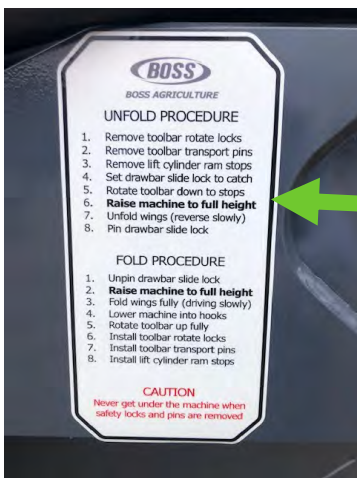 BOSS
BOSS AGRICULTURE
UNFOLD PROCEDURE
1. Remove toolbar rotate locks
2. Remove toolbar transport pins
3. Remove lift cylinder ram stops
4. Set drawbar slide lock to catch
5. Rotate toolbar down to stops
6. Raise machine to full height
7. Unfold wings (reverse slowly)
8. Pin drawbar slide lock
FOLD PROCEDURE
1. Unpin drawbar slide lock
2. Raise machine to full height
3. Fold wings fully (driving slowly)
4. Lower machine into hooks
5. Rotate toolbar up fully
6. Install toolbar rotate locks
7. Install toolbar transport pins
8. Install lift cylinder ram stops
CAUTION
Never get under the machine when
safety locks and pins are removed